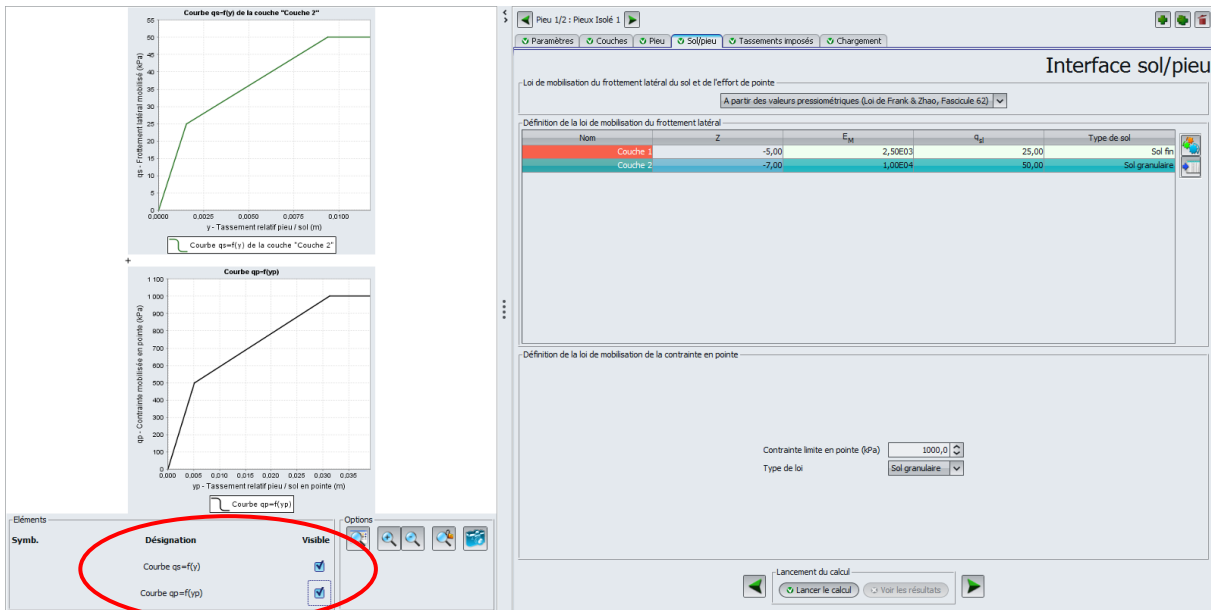 Courbe qs=f(y) de la couche "Couche 2"
qs - Frottement latéral mobilisé (kPa)
55
50
45
40
35
30
25
20
15
10
5
0
0,0000 0,0025 0,0050 0,0075 0,0100
y - Tassement relatif pieu / sol (m)
Courbe qs=f(y) de la couche "Couche 2"
+
Courbe qp=f(yp)
qp - Contrainte mobilisée en pointe (kPa)
1 100
1 000
900
800
700
600
500
400
300
200
100
0
0,000 0,005 0,010 0,015 0,020 0,025 0,030 0,035
yp - Tassement relatif pieu / sol en pointe (m)
Courbe qp=f(yp)
Eléments
Symb. Désignation Visible
Courbe qs=f(y)
Courbe qp=f(yp)
Options
Pieu 1/2 : Pieux Isolé 1
Paramètres Couches Pieu Sol/pieu Tassements imposés Chargement
Interface sol/pieu
Loi de mobilisation du frottement latéral du sol et de l'effort de pointe
A partir des valeurs pressiométriques (Loi de Frank & Zhao, Fascicule 62)
Définition de la loi de mobilisation du frottement latéral
Nom Z EM qsl Type de sol
Couche 1 -5,00 2,50E03 25,00 Sol fin
Couche 2 -7,00 1,00E04 50,00 Sol granulaire
Définition de la loi de mobilisation de la contrainte en pointe
Contrainte limite en pointe (kPa) 1000,0
Type de loi Sol granulaire
Lancement du calcul
Lancer le calcul Voir les résultats